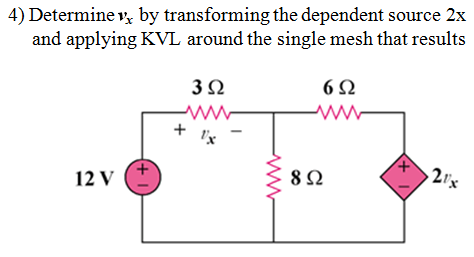 4) Determine vₓ by transforming the dependent source 2x
and applying KVL around the single mesh that results
3 Ω 6 Ω
+ vₓ −
12 V + 8 Ω + 2vₓ